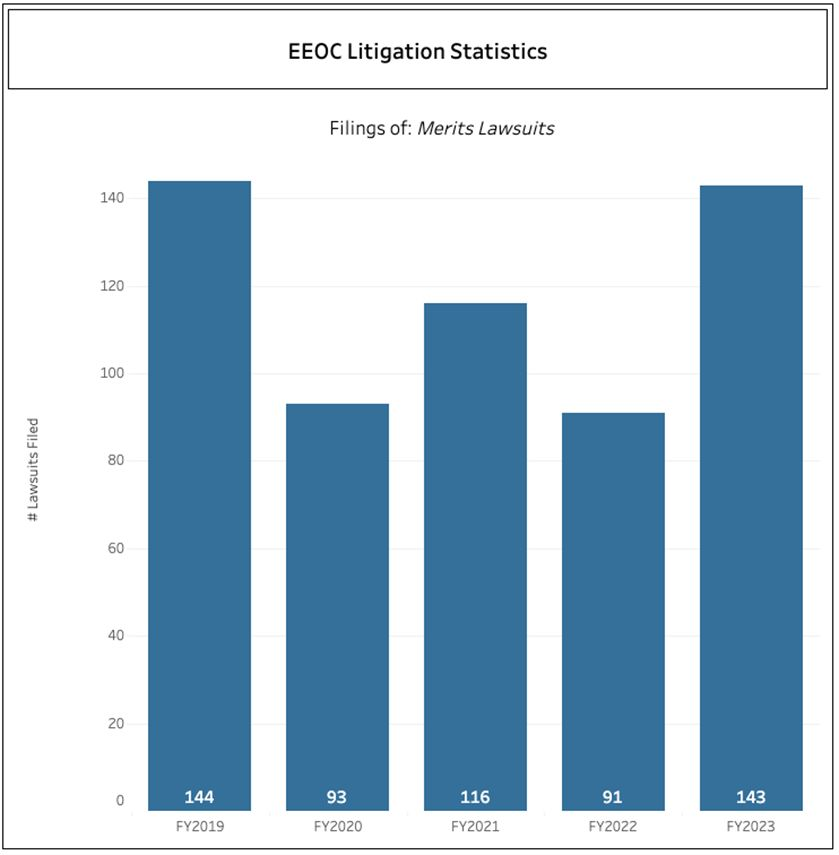 EEOC Litigation Statistics
Filings of: Merits Lawsuits
# Lawsuits Filed
140
120
100
80
60
40
20
0
144
93
116
91
143
FY2019
FY2020
FY2021
FY2022
FY2023